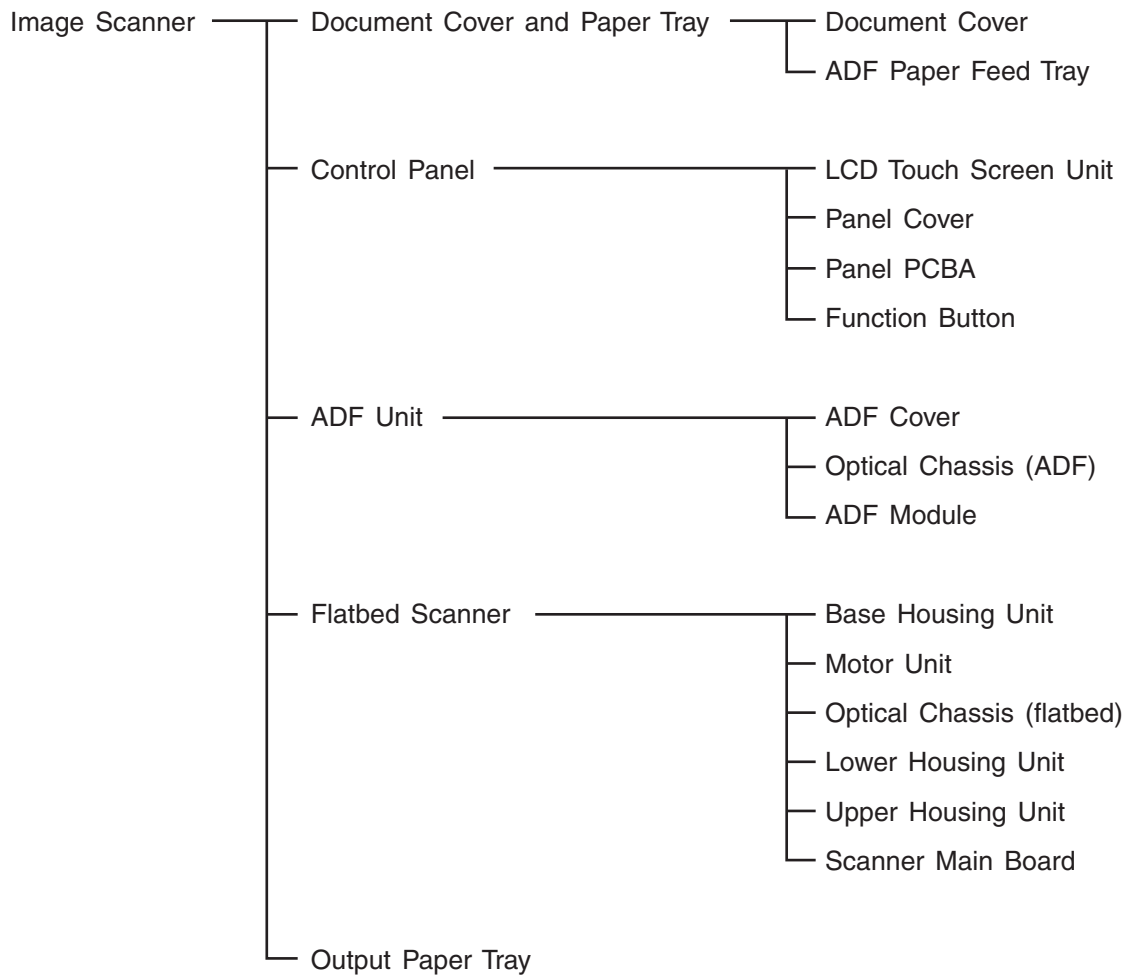 Image Scanner
Document Cover and Paper Tray
Document Cover
ADF Paper Feed Tray
Control Panel
LCD Touch Screen Unit
Panel Cover
Panel PCBA
Function Button
ADF Unit
ADF Cover
Optical Chassis (ADF)
ADF Module
Flatbed Scanner
Base Housing Unit
Motor Unit
Optical Chassis (flatbed)
Lower Housing Unit
Upper Housing Unit
Scanner Main Board
Output Paper Tray